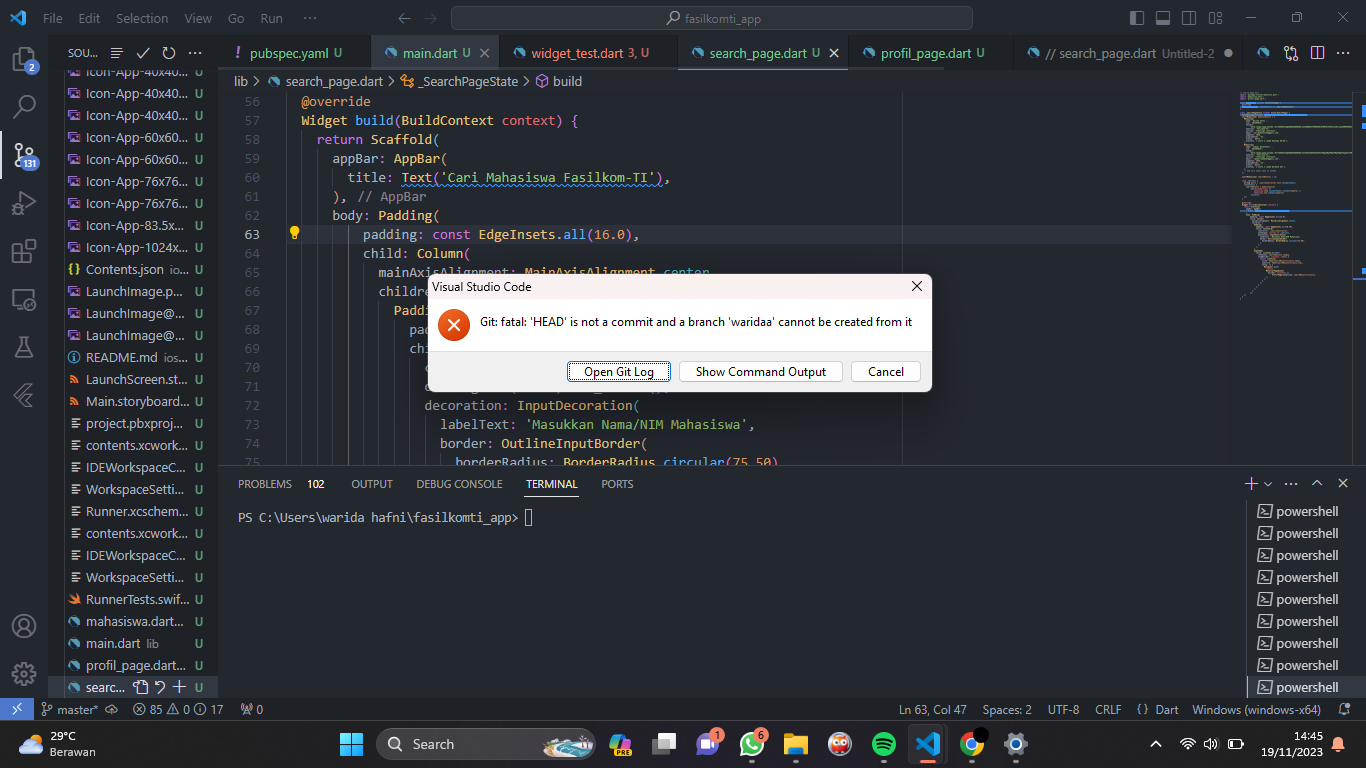 File Edit Selection View Go Run ··· fasilkomti_app
SOU... ···
pubspec.yaml U main.dart U widget_test.dart 3, U search_page.dart U profil_page.dart U // search_page.dart Untitled-2
lib > search_page.dart > _SearchPageState > build
2
131
Icon-App-40x40... U
Icon-App-40x40... U
Icon-App-40x40... U
Icon-App-60x60... U
Icon-App-60x60... U
Icon-App-76x76... U
Icon-App-76x76... U
Icon-App-83.5x... U
Icon-App-1024x... U
Contents.json io... U
LaunchImage.p... U
LaunchImage@... U
LaunchImage@... U
README.md ios... U
LaunchScreen.st... U
Main.storyboard... U
project.pbxproj... U
contents.xcwork... U
IDEWorkspaceC... U
WorkspaceSetti... U
Runner.xcschem... U
contents.xcwork... U
IDEWorkspaceC... U
WorkspaceSetti... U
RunnerTests.swif... U
mahasiswa.dart... U
main.dart lib U
profil_page.dart... U
searc... U
56 @override
57 Widget build(BuildContext context) {
58 return Scaffold(
59 appBar: AppBar(
60 title: Text('Cari Mahasiswa Fasilkom-TI'),
61 ), // AppBar
62 body: Padding(
63 padding: const EdgeInsets.all(16.0),
64 child: Column(
65 mainAxisAlignment: MainAxisAlignment.center
66 childre
67 Paddi
68 pad
69 chi
70
71
72 decoration: InputDecoration(
73 labelText: 'Masukkan Nama/NIM Mahasiswa',
74 border: OutlineInputBorder(
75 borderRadius: BorderRadius.circular(75.50)
Visual Studio Code
Git: fatal: 'HEAD' is not a commit and a branch 'waridaa' cannot be created from it
Open Git Log Show Command Output Cancel
PROBLEMS 102 OUTPUT DEBUG CONSOLE TERMINAL PORTS
PS C:\Users\warida hafni\fasilkomti_app>
powershell
powershell
powershell
powershell
powershell
powershell
powershell
powershell
powershell
master* 85 0 17 0 Ln 63, Col 47 Spaces: 2 UTF-8 CRLF {} Dart Windows (windows-x64)
29°C
Berawan
Search
PRE
1
6
14:45
19/11/2023